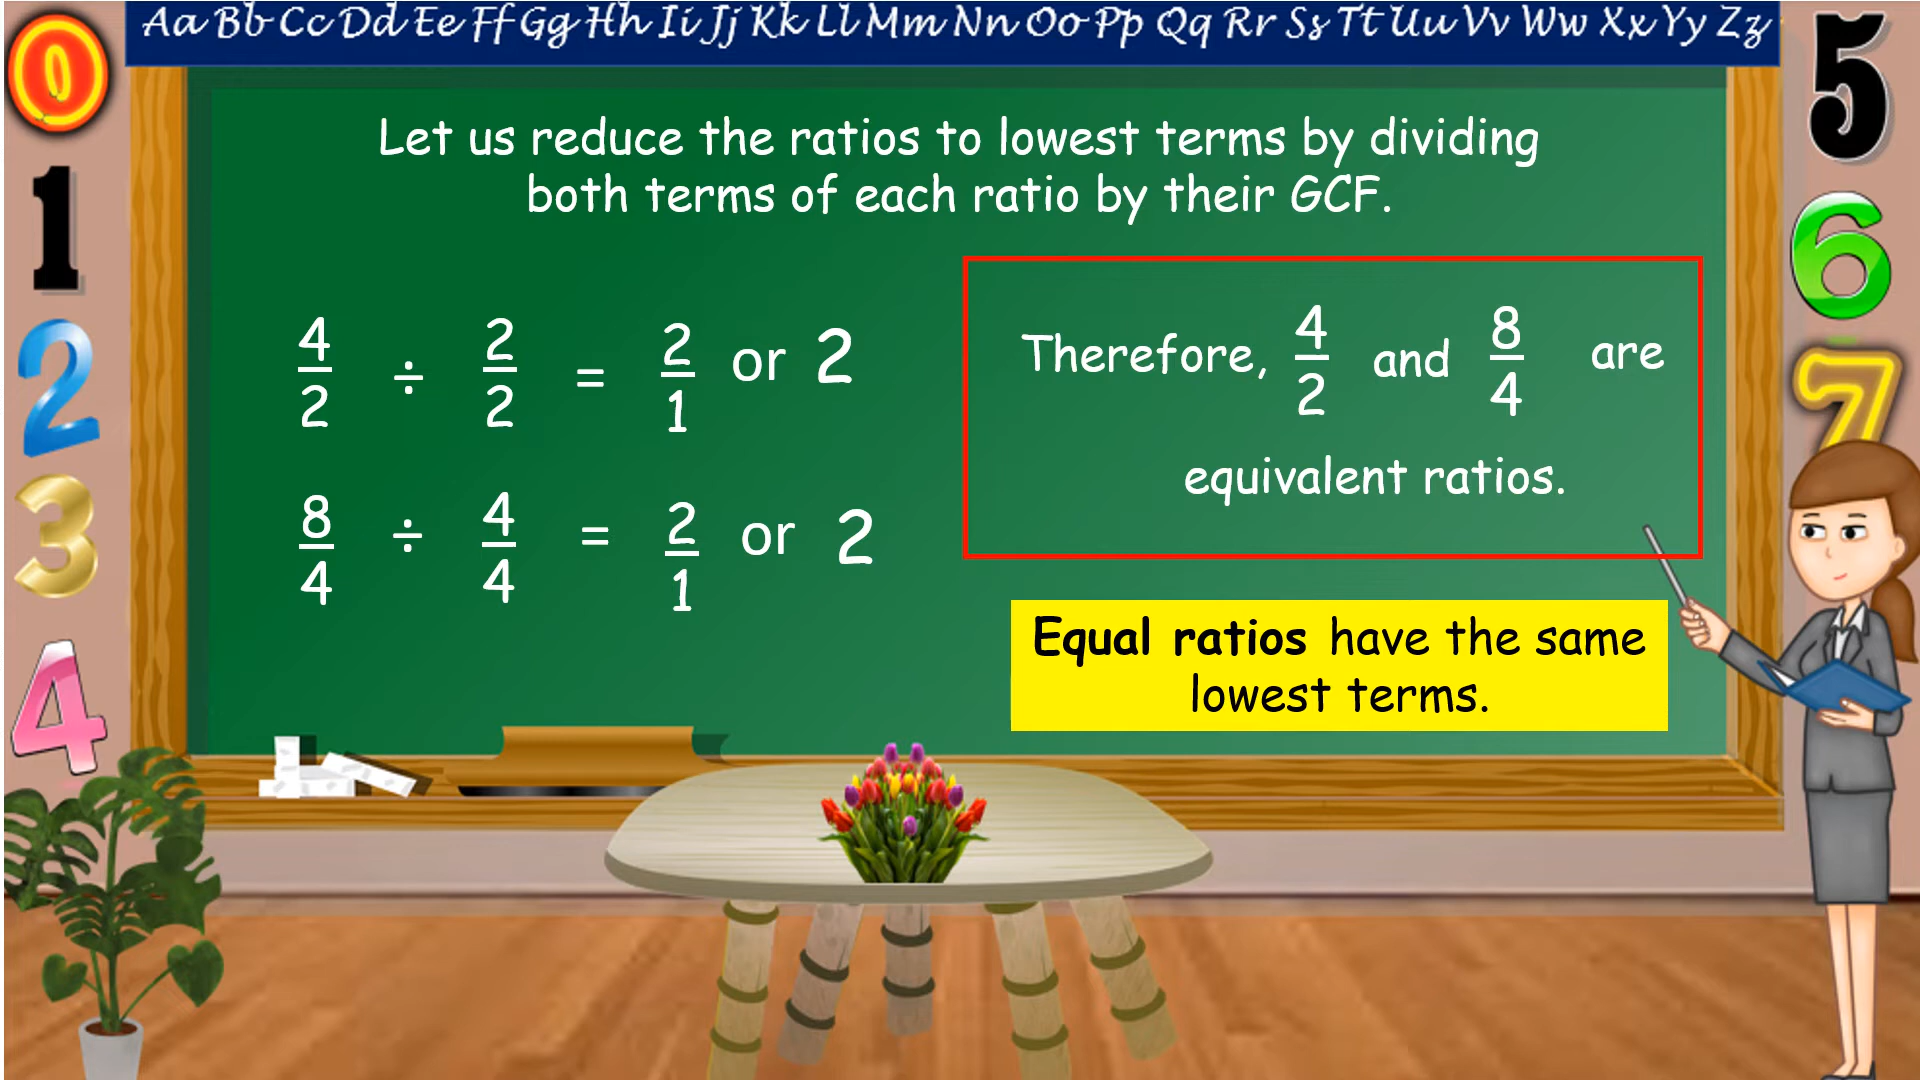 Aa Bb Cc Dd Ee Ff Gg Hh Ii Jj Kk Ll Mm Nn Oo Pp Qq Rr Ss Tt Uu Vv Ww Xx Yy Zz
0
1
2
3
4
5
6
7
Let us reduce the ratios to lowest terms by dividing
both terms of each ratio by their GCF.
4/2 ÷ 2/2 = 2/1 or 2
8/4 ÷ 4/4 = 2/1 or 2
Therefore, 4/2 and 8/4 are
equivalent ratios.
Equal ratios have the same
lowest terms.